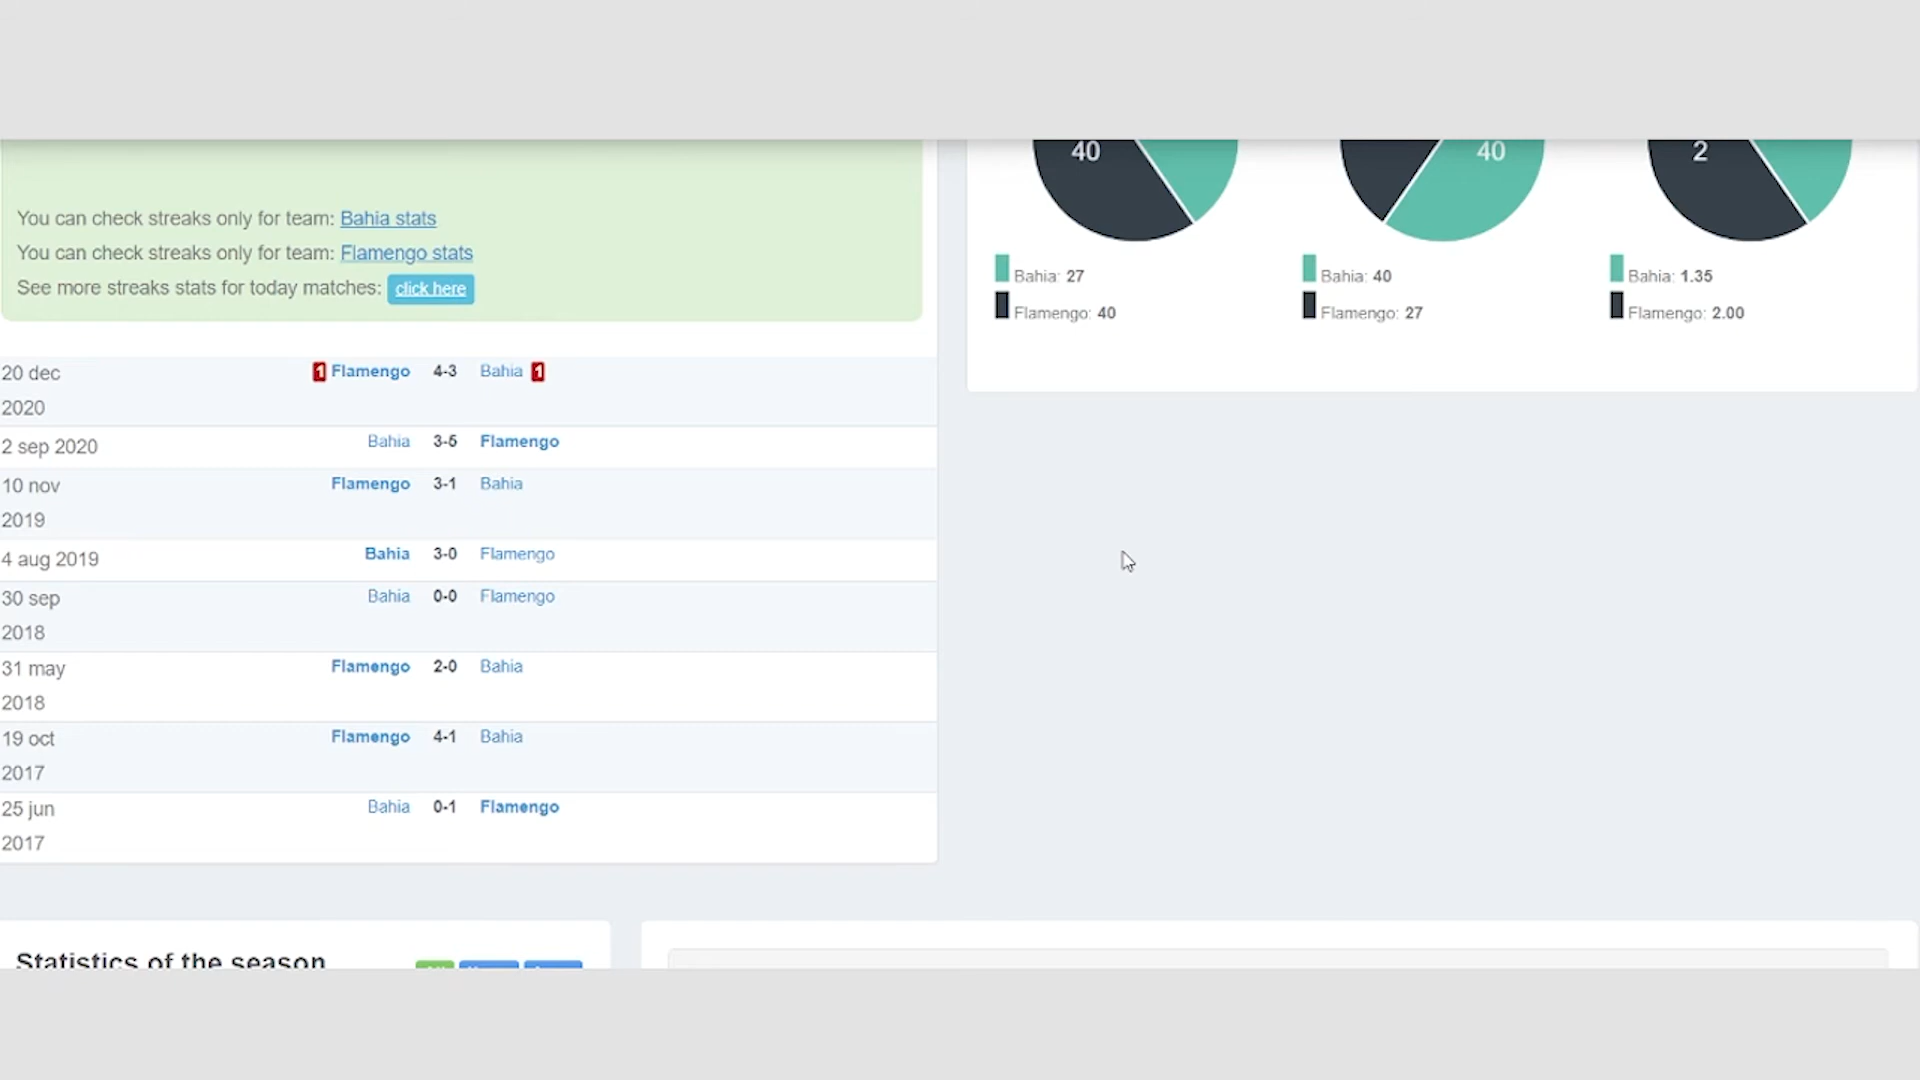 40
40
2
You can check streaks only for team: Bahia stats
You can check streaks only for team: Flamengo stats
See more streaks stats for today matches: click here
Bahia: 27
Flamengo: 40
Bahia: 40
Flamengo: 27
Bahia: 1.35
Flamengo: 2.00
20 dec 2020
1 Flamengo 4-3 Bahia 1
2 sep 2020 Bahia 3-5 Flamengo
10 nov 2019
Flamengo 3-1 Bahia
4 aug 2019 Bahia 3-0 Flamengo
30 sep 2018
Bahia 0-0 Flamengo
31 may 2018
Flamengo 2-0 Bahia
19 oct 2017
Flamengo 4-1 Bahia
25 jun 2017
Bahia 0-1 Flamengo
Statistics of the season